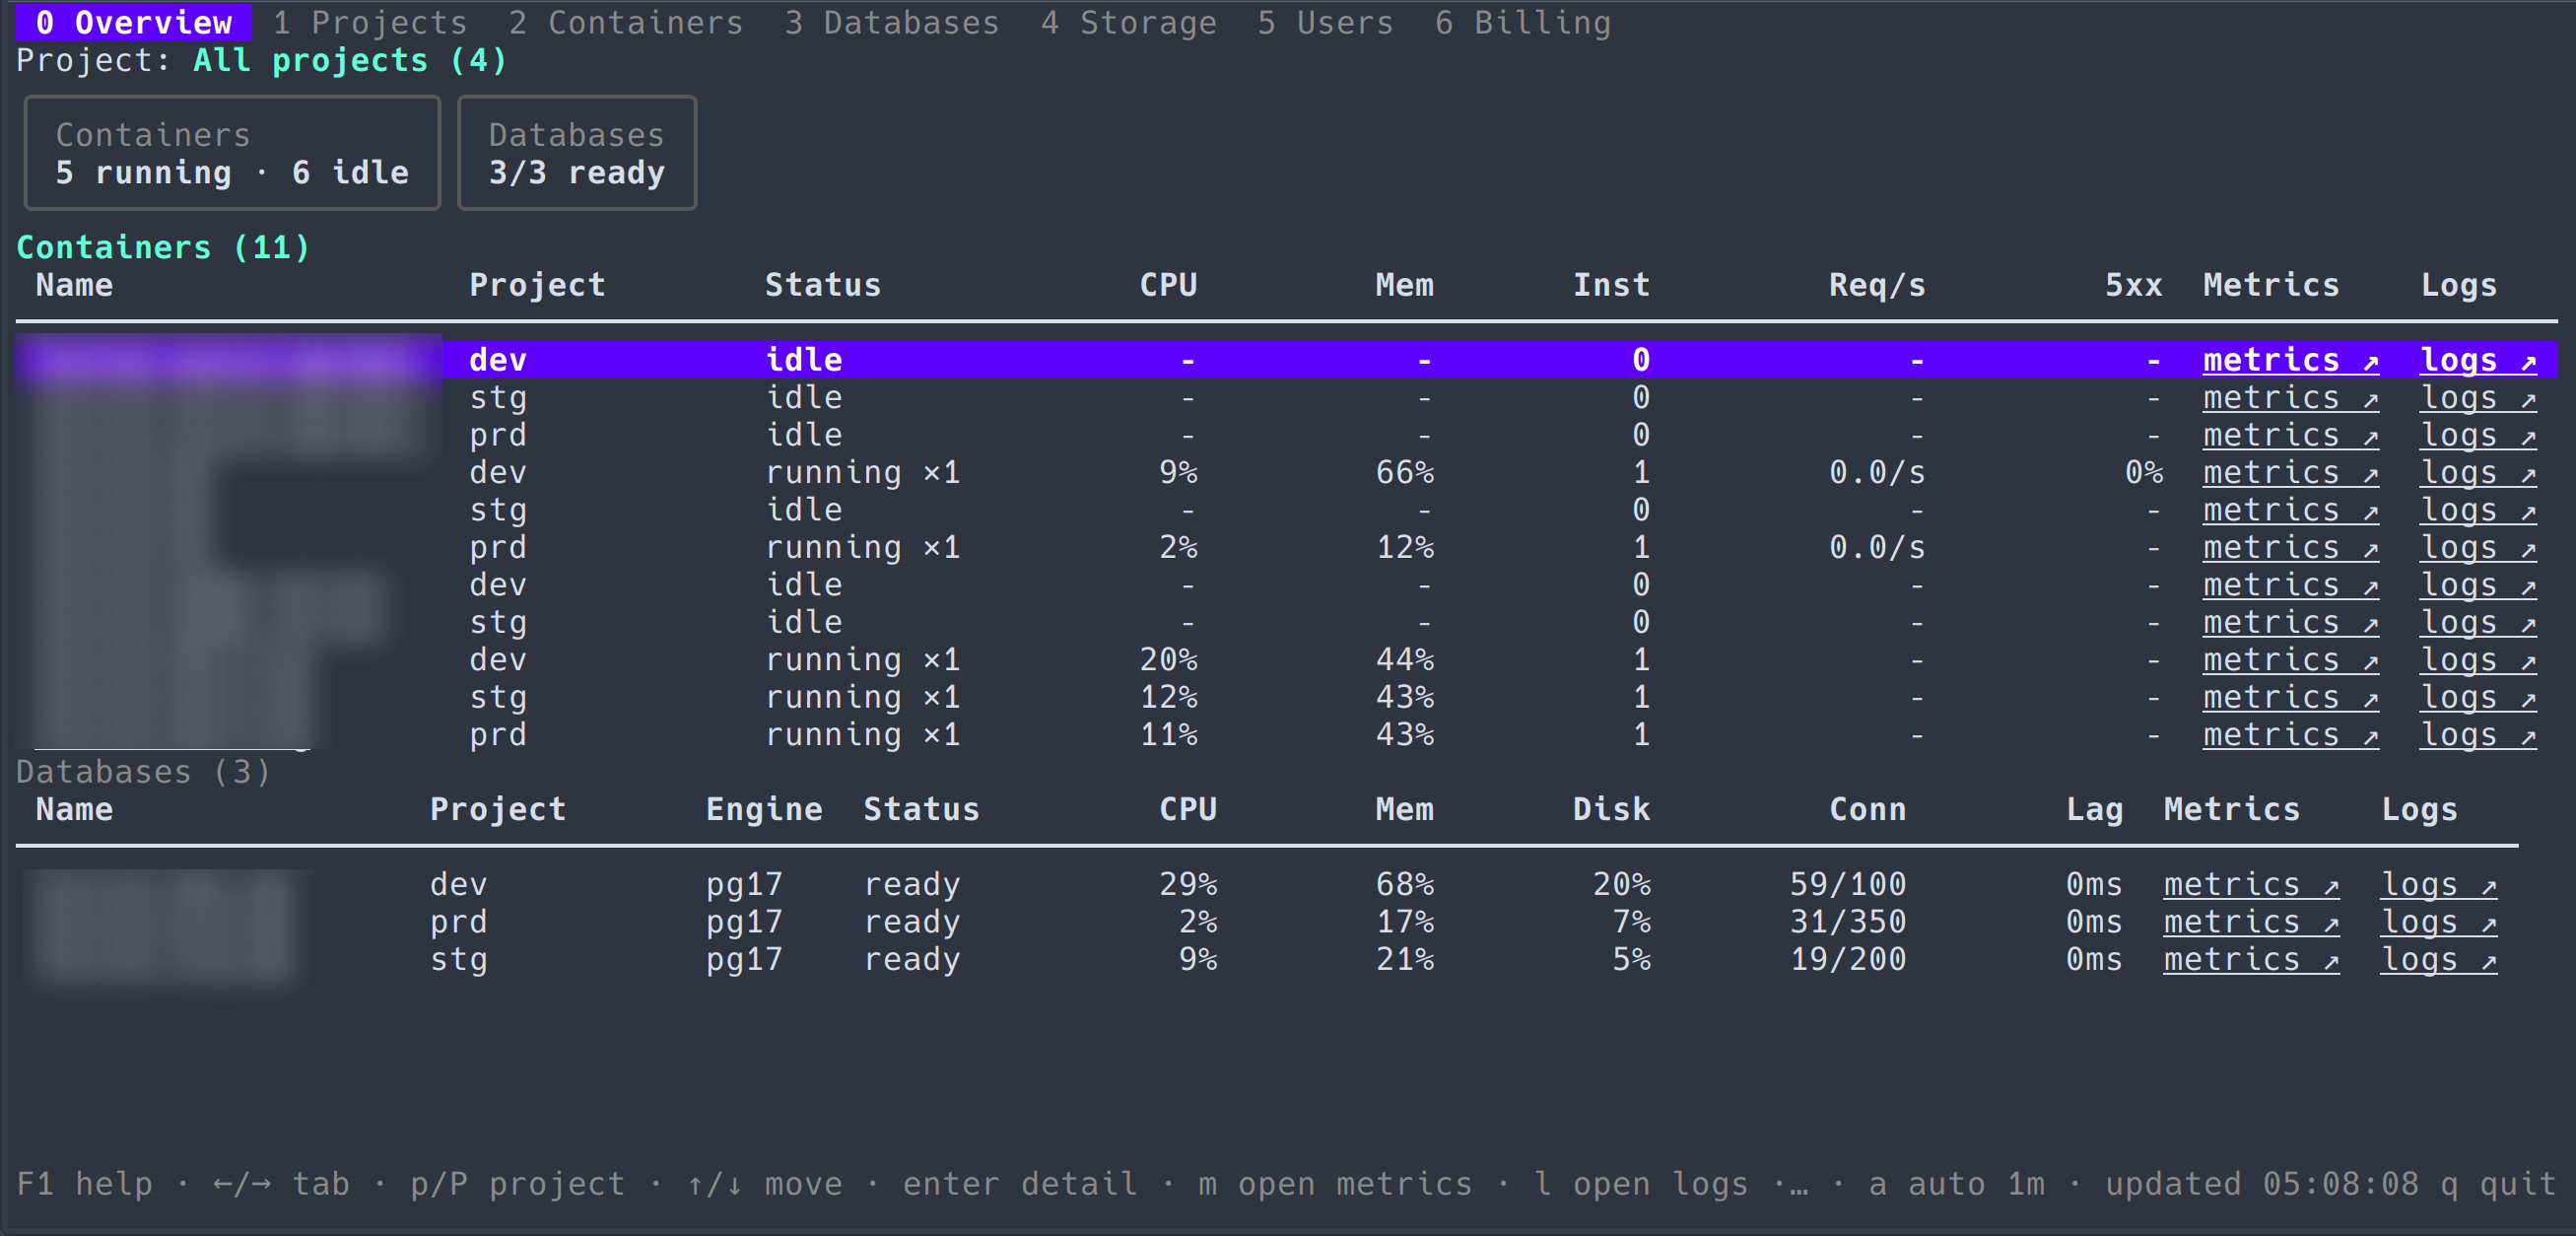 0 Overview 1 Projects 2 Containers 3 Databases 4 Storage 5 Users 6 Billing
Project: All projects (4)
Containers Databases
5 running · 6 idle 3/3 ready
Containers (11)
Name Project Status CPU Mem Inst Req/s 5xx Metrics Logs
dev idle - - 0 - - metrics ↗ logs ↗
stg idle - - 0 - - metrics ↗ logs ↗
prd idle - - 0 - - metrics ↗ logs ↗
dev running ×1 9% 66% 1 0.0/s 0% metrics ↗ logs ↗
stg idle - - 0 - - metrics ↗ logs ↗
prd running ×1 2% 12% 1 0.0/s - metrics ↗ logs ↗
dev idle - - 0 - - metrics ↗ logs ↗
stg idle - - 0 - - metrics ↗ logs ↗
dev running ×1 20% 44% 1 - - metrics ↗ logs ↗
stg running ×1 12% 43% 1 - - metrics ↗ logs ↗
prd running ×1 11% 43% 1 - - metrics ↗ logs ↗
Databases (3)
Name Project Engine Status CPU Mem Disk Conn Lag Metrics Logs
dev pg17 ready 29% 68% 20% 59/100 0ms metrics ↗ logs ↗
prd pg17 ready 2% 17% 7% 31/350 0ms metrics ↗ logs ↗
stg pg17 ready 9% 21% 5% 19/200 0ms metrics ↗ logs ↗
F1 help · ←/→ tab · p/P project · ↑/↓ move · enter detail · m open metrics · l open logs ·… · a auto 1m · updated 05:08:08 q quit